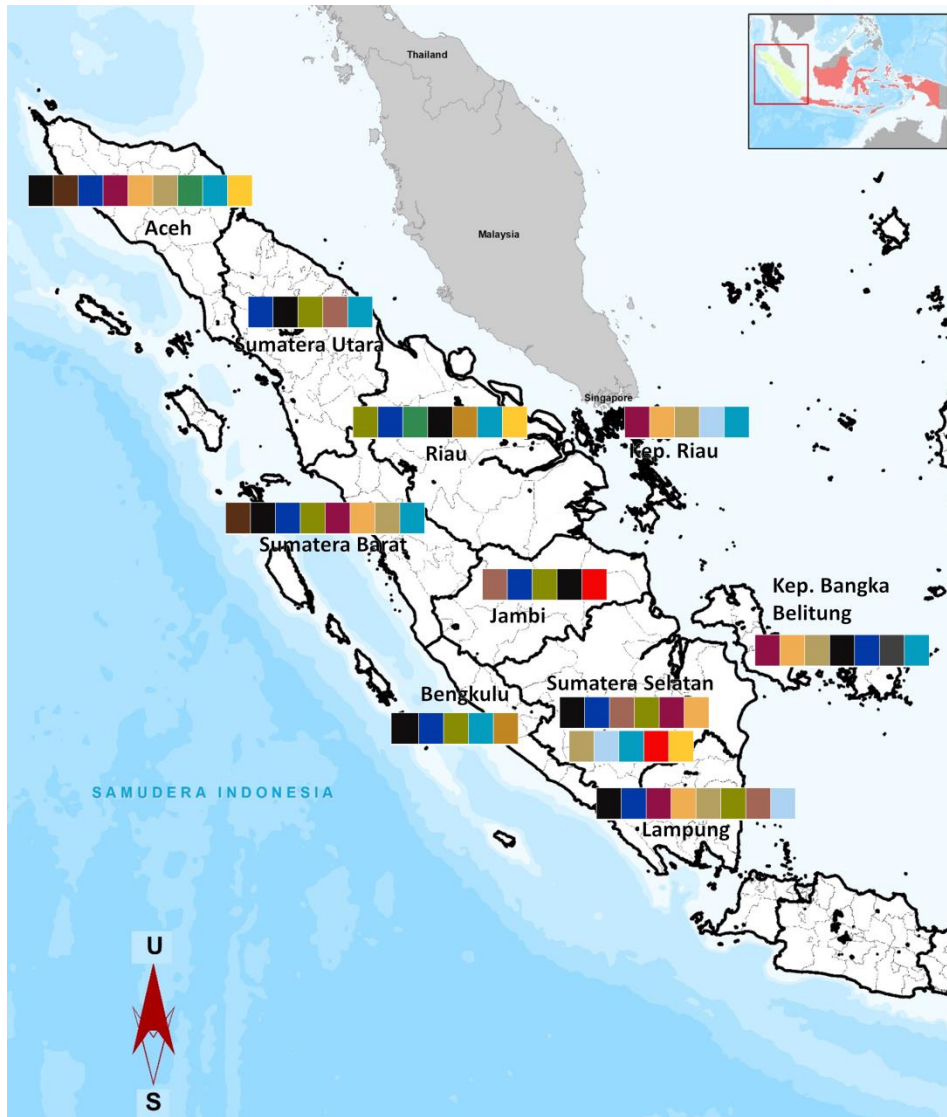 Thailand
Malaysia
Aceh
Sumatera Utara
Singapore
Riau
Kep. Riau
Sumatera Barat
Jambi
Kep. Bangka
Belitung
Bengkulu
Sumatera Selatan
SAMUDERA INDONESIA
Lampung
U
S